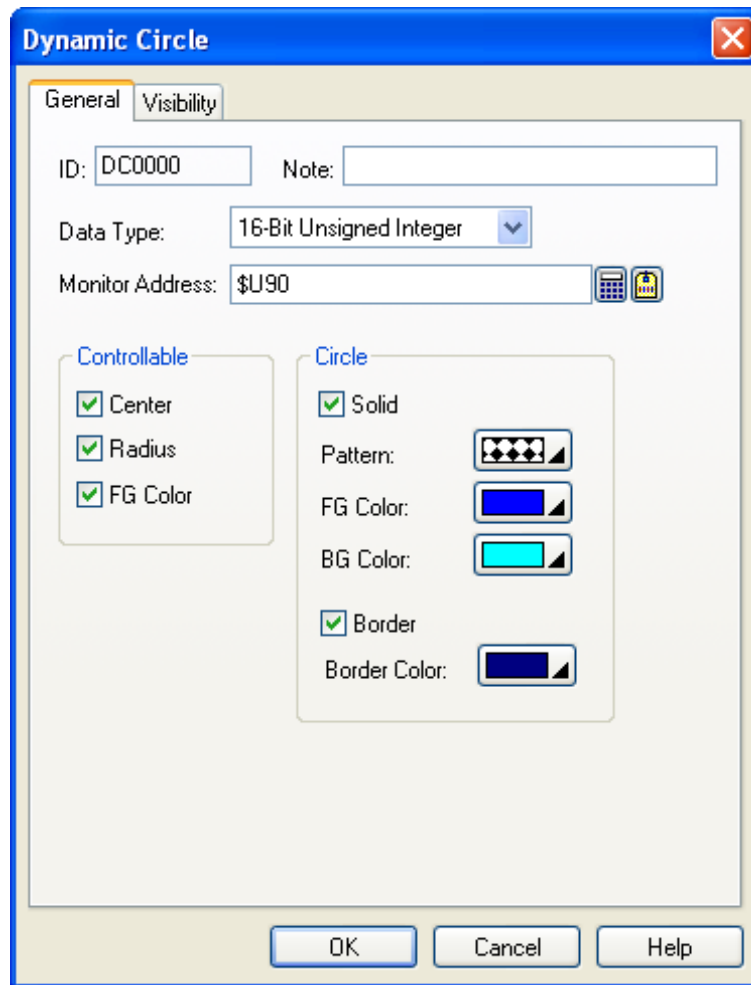 Dynamic Circle
General Visibility
ID: DC0000 Note:
Data Type: 16-Bit Unsigned Integer
Monitor Address: $U90
Controllable Circle
Center Solid
Radius Pattern:
FG Color FG Color:
BG Color:
Border
Border Color:
OK Cancel Help